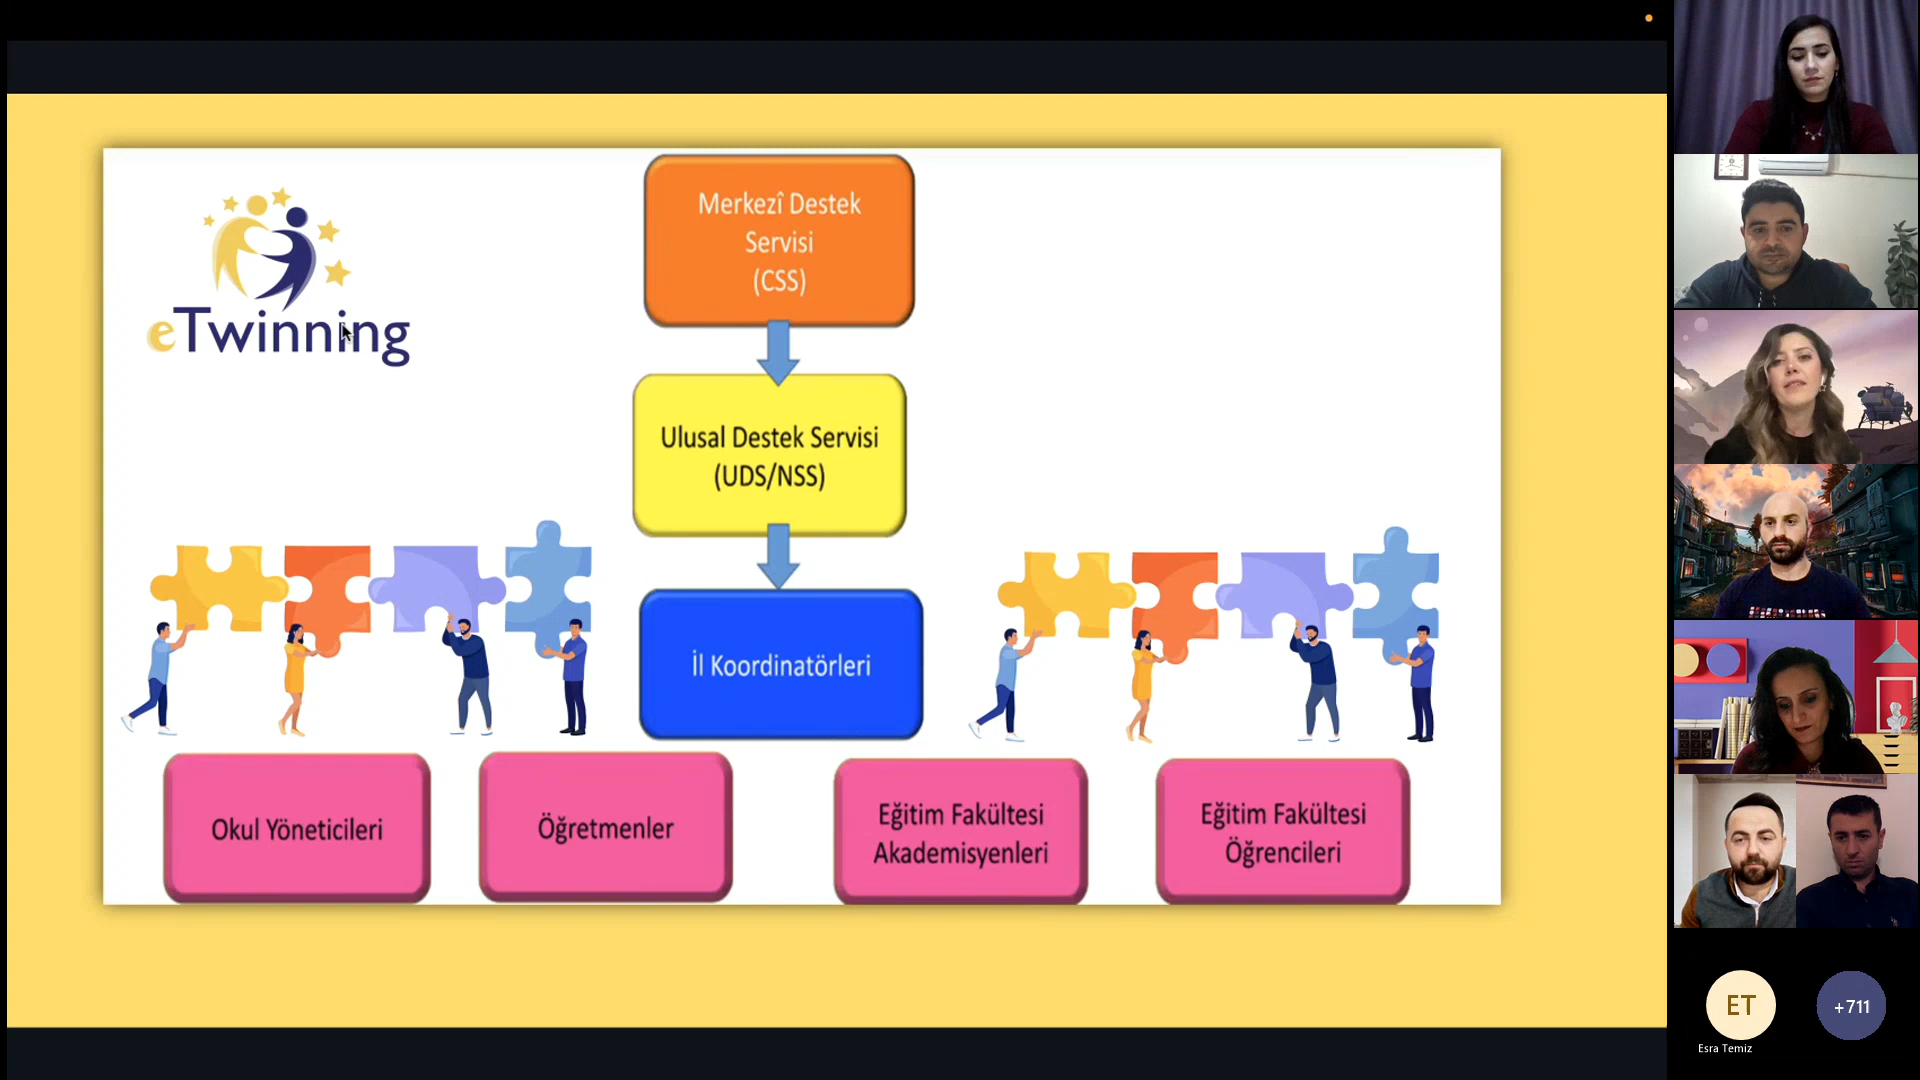 eTwinning
Merkezî Destek
Servisi
(CSS)
Ulusal Destek Servisi
(UDS/NSS)
İl Koordinatörleri
Okul Yöneticileri
Öğretmenler
Eğitim Fakültesi
Akademisyenleri
Eğitim Fakültesi
Öğrencileri
ET
Esra Temiz
+711